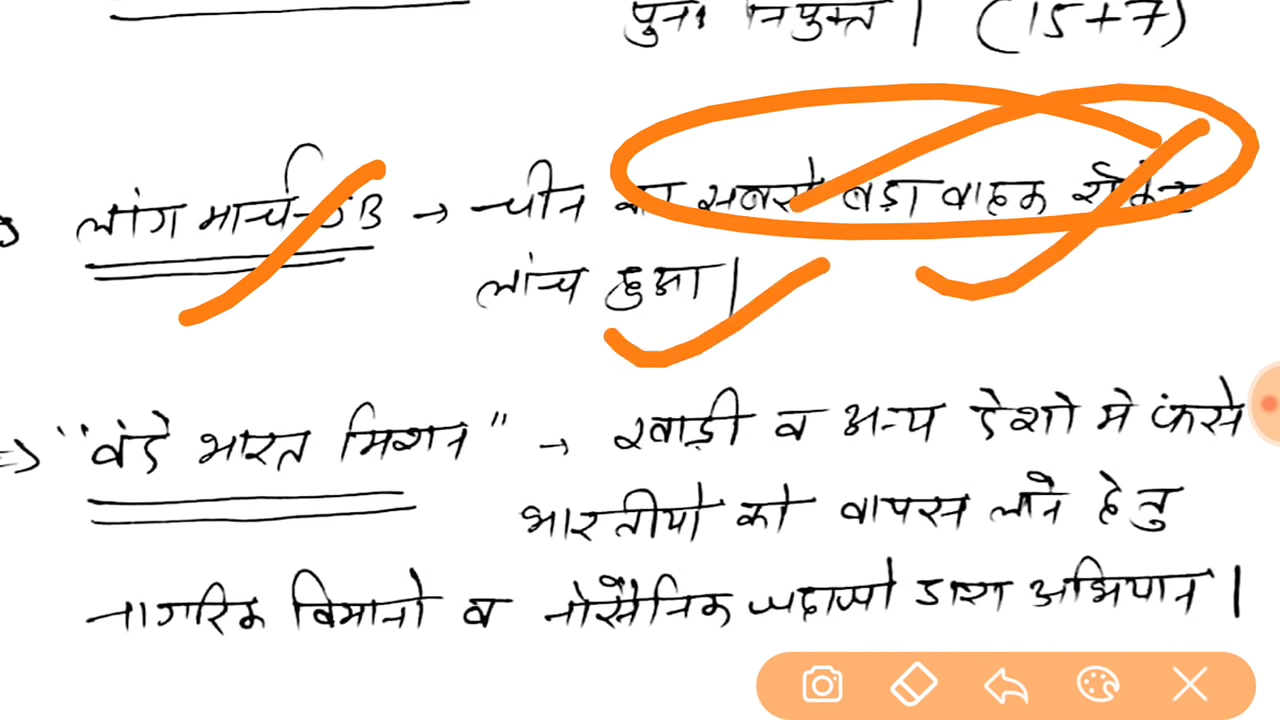 पुनः नियुक्त | (15+7)
लांग मार्च-5B → चीन का सबसे बड़ा वाहक रॉकेट
लांच हुआ |
⇒ "वंदे भारत मिशन" → खाड़ी व अन्य देशो मे फंसे
भारतीयो को वापस लाने हेतु
नागरिक विमानो व नौसैनिक जहाजो द्वारा अभियान |